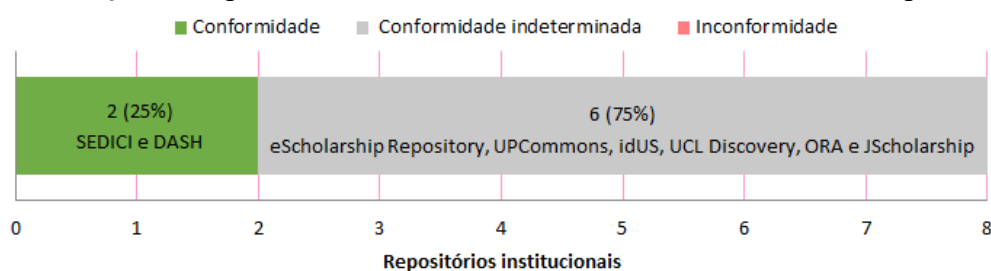 Conformidade Conformidade indeterminada Inconformidade
2 (25%)
SEDICI e DASH
6 (75%)
eScholarship Repository, UPCommons, idUS, UCL Discovery, ORA e JScholarship
0 1 2 3 4 5 6 7 8
Repositórios institucionais